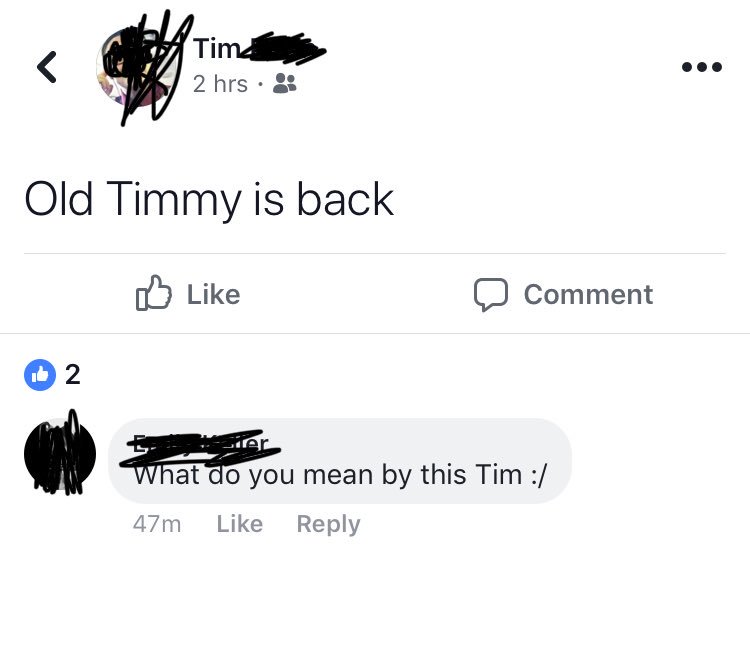 Tim
2 hrs ·
Old Timmy is back
Like
Comment
2
What do you mean by this Tim :/
47m Like Reply